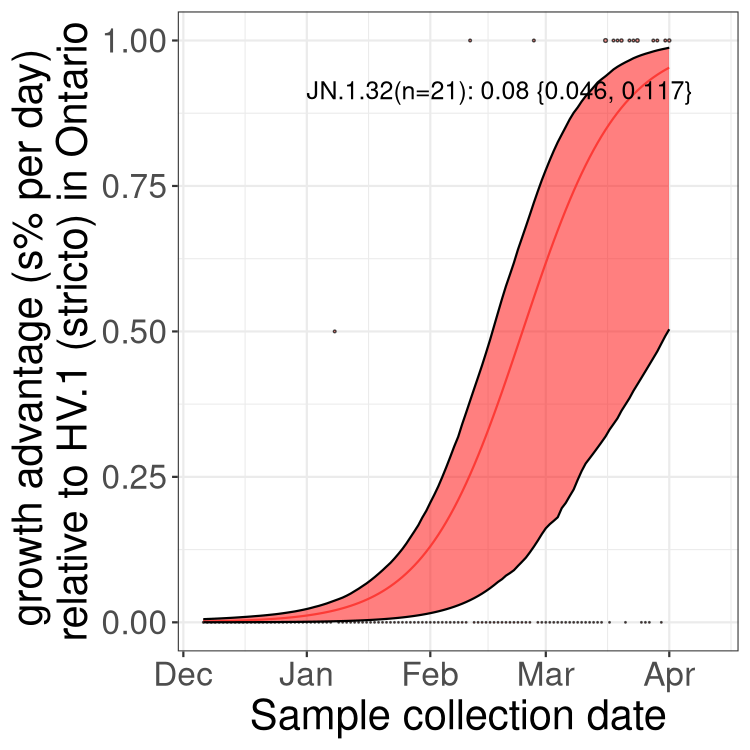 growth advantage (s% per day)
relative to HV.1 (stricto) in Ontario
1.00
0.75
0.50
0.25
0.00
JN.1.32(n=21): 0.08 {0.046, 0.117}
Dec Jan Feb Mar Apr
Sample collection date